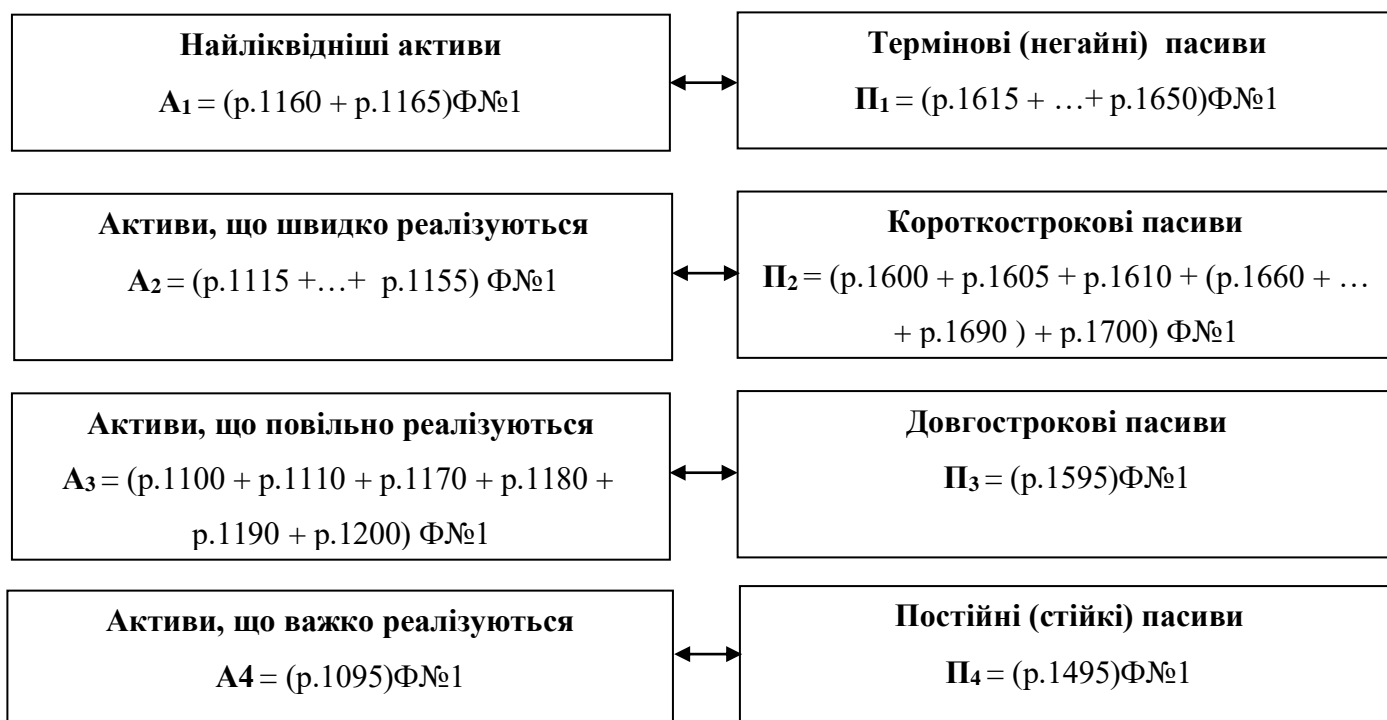 Найліквідніші активи
А₁ = (р.1160 + р.1165)Ф№1
Термінові (негайні) пасиви
П₁ = (р.1615 + …+ р.1650)Ф№1
Активи, що швидко реалізуються
А₂ = (р.1115 +…+ р.1155) Ф№1
Короткострокові пасиви
П₂ = (р.1600 + р.1605 + р.1610 + (р.1660 + …
+ р.1690 ) + р.1700) Ф№1
Активи, що повільно реалізуються
А₃ = (р.1100 + р.1110 + р.1170 + р.1180 +
р.1190 + р.1200) Ф№1
Довгострокові пасиви
П₃ = (р.1595)Ф№1
Активи, що важко реалізуються
А4 = (р.1095)Ф№1
Постійні (стійкі) пасиви
П₄ = (р.1495)Ф№1